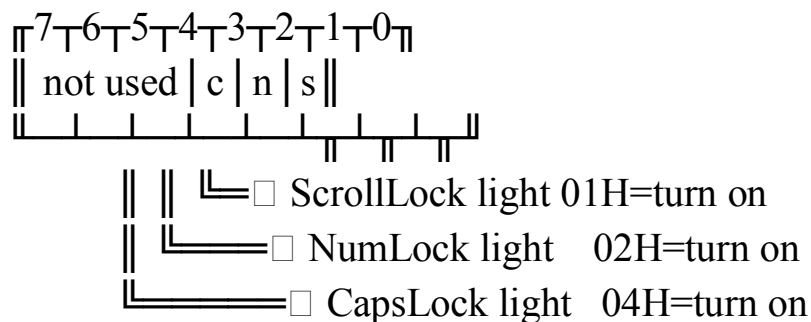 ╓7┬6┬5┬4┬3┬2┬1┬0╖
║ not used│c│n│s║
╙──┴──┴──┴──┴──┴╥─┴╥─┴╥─╜
║ ║ ╚═□ ScrollLock light 01H=turn on
║ ╚════□ NumLock light 02H=turn on
╚══════□ CapsLock light 04H=turn on